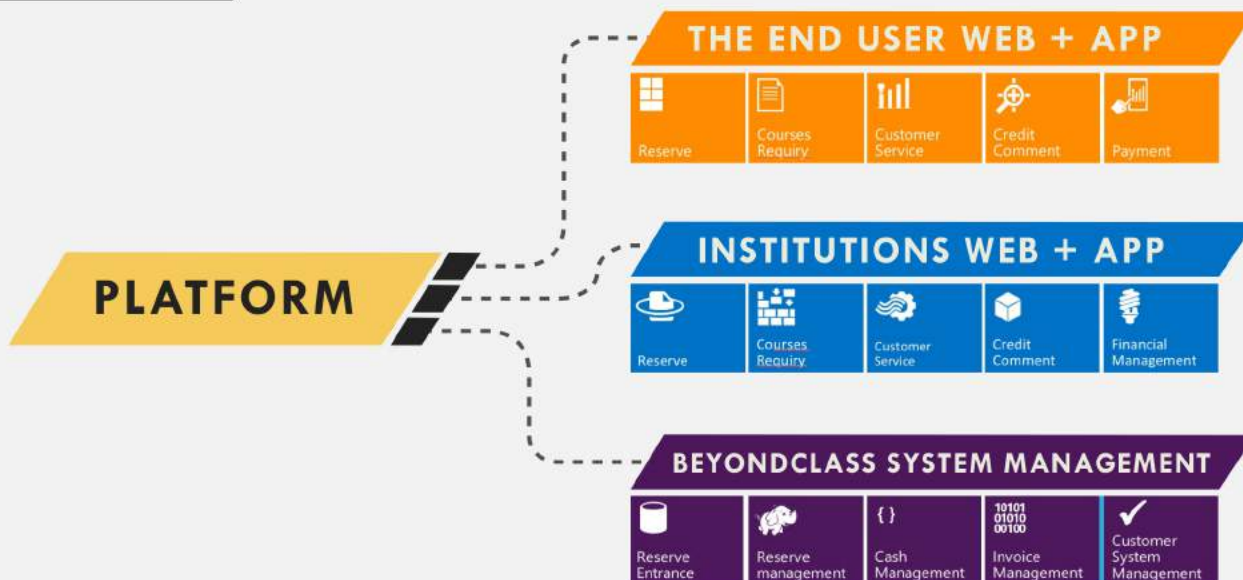 THE END USER WEB + APP
Reserve
Courses
Requiry
Customer
Service
Credit
Comment
Payment
PLATFORM
INSTITUTIONS WEB + APP
Reserve
Courses
Requiry
Customer
Service
Credit
Comment
Financial
Management
BEYONDCLASS SYSTEM MANAGEMENT
Reserve
Entrance
Reserve
management
{ }
Cash
Management
10101
01010
00100
Invoice
Management
Customer
System
Management